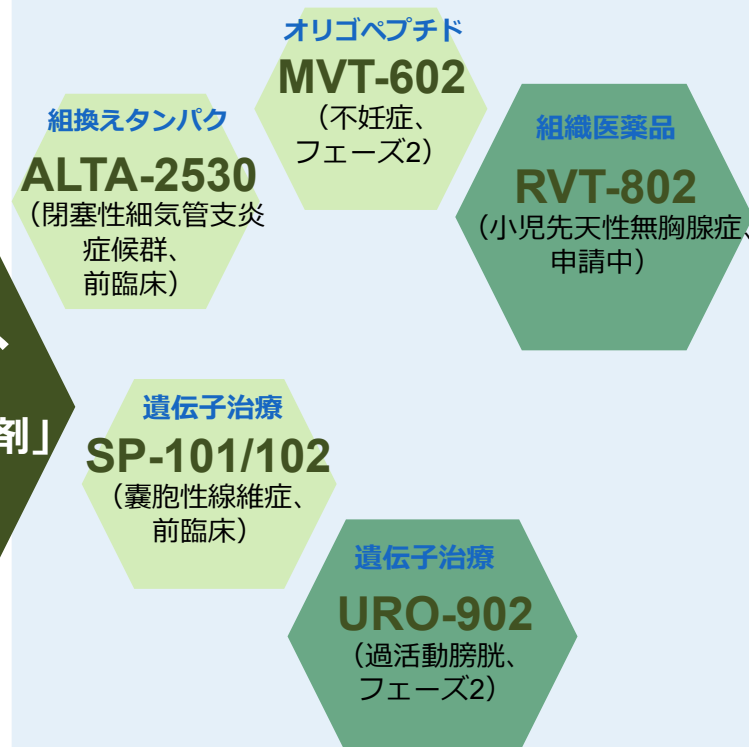 オリゴペプチド
MVT-602
（不妊症、
フェーズ2）
組換えタンパク
ALTA-2530
（閉塞性細気管支炎
症候群、
前臨床）
組織医薬品
RVT-802
（小児先天性無胸腺症、
申請中）
剤」
遺伝子治療
SP-101/102
（嚢胞性線維症、
前臨床）
遺伝子治療
URO-902
（過活動膀胱、
フェーズ2）